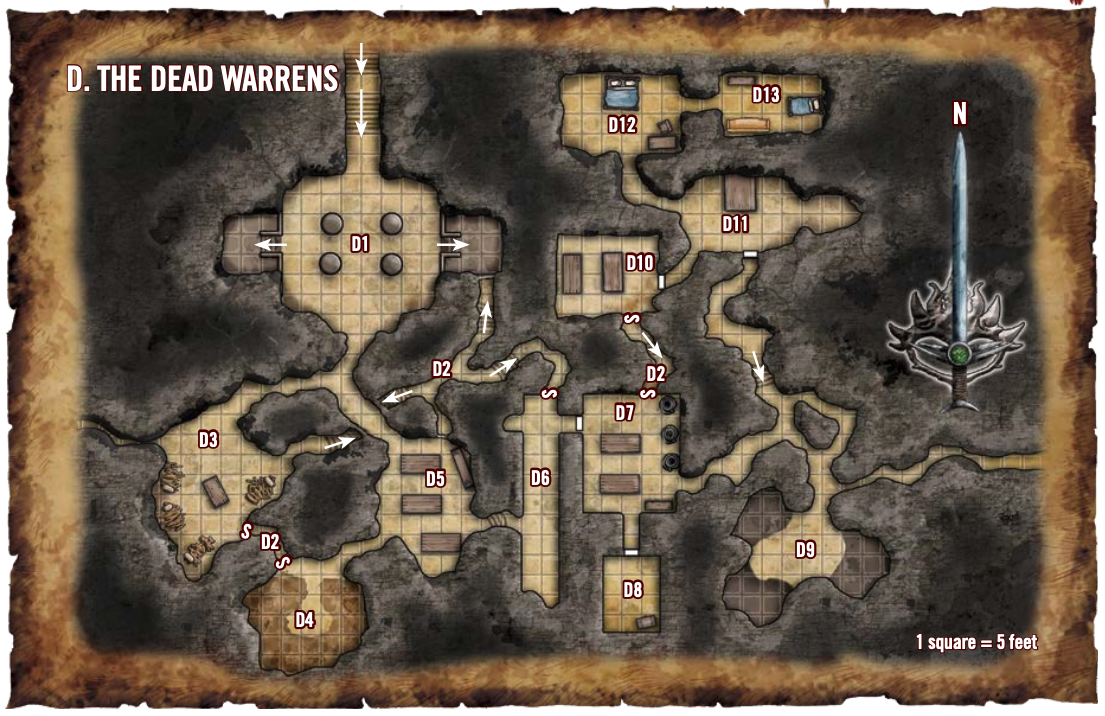 D. THE DEAD WARRENS
N
D13
D12
D11
D1
D10
S
D2
D2
S
S
D7
D3
D5
D6
S
D2
S
D9
D8
D4
1 square = 5 feet